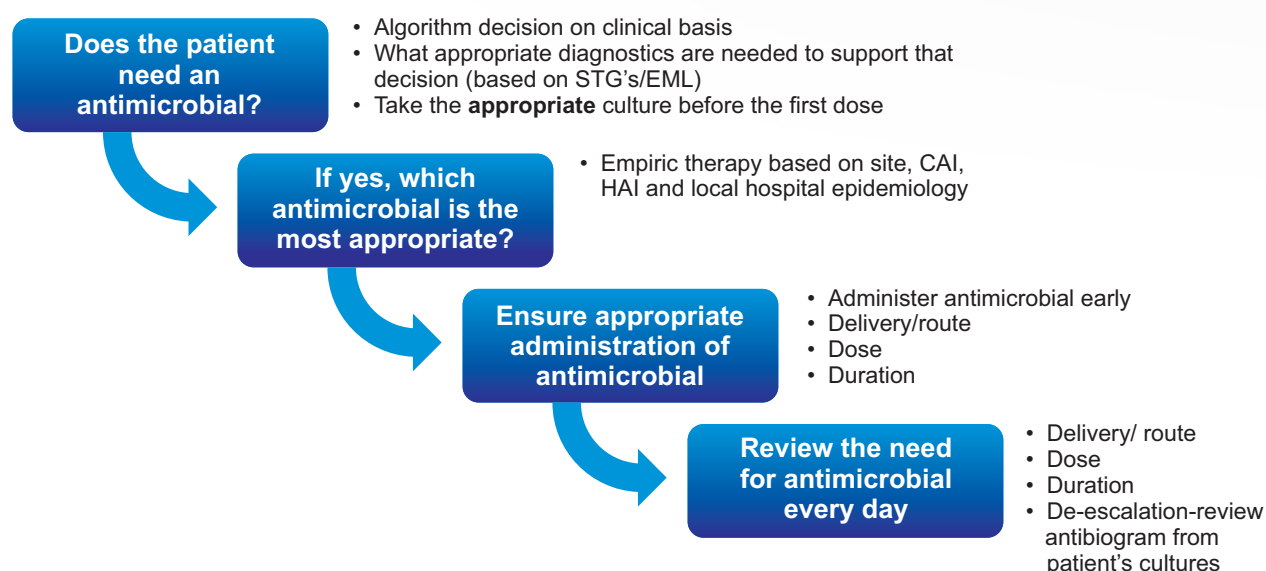 Does the patient
need an
antimicrobial?
• Algorithm decision on clinical basis
• What appropriate diagnostics are needed to support that
decision (based on STG's/EML)
• Take the appropriate culture before the first dose
If yes, which
antimicrobial is the
most appropriate?
• Empiric therapy based on site, CAI,
HAI and local hospital epidemiology
Ensure appropriate
administration of
antimicrobial
• Administer antimicrobial early
• Delivery/route
• Dose
• Duration
Review the need
for antimicrobial
every day
• Delivery/ route
• Dose
• Duration
• De-escalation-review
antibiogram from
patient's cultures